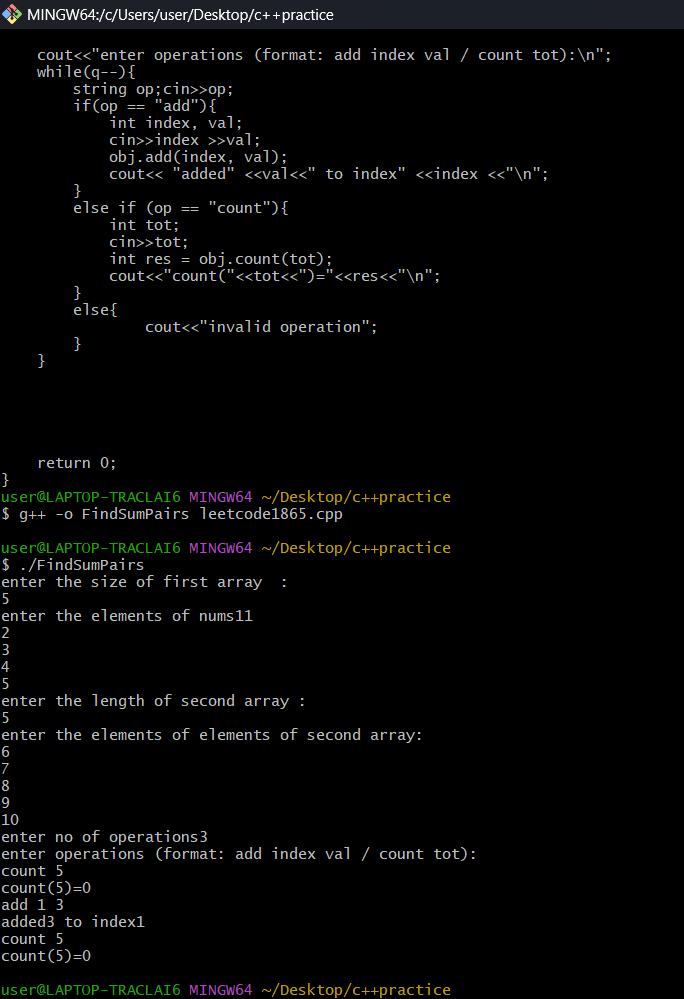 MINGW64:/c/Users/user/Desktop/c++practice
cout<<"enter operations (format: add index val / count tot):\n";
while(q--){
string op;cin>>op;
if(op == "add"){
int index, val;
cin>>index >>val;
obj.add(index, val);
cout<< "added" <<val<<" to index" <<index <<"\n";
}
else if (op == "count"){
int tot;
cin>>tot;
int res = obj.count(tot);
cout<<"count("<<tot<<")="<<res<<"\n";
}
else{
cout<<"invalid operation";
}
}
return 0;
}
user@LAPTOP-TRACLAI6 MINGW64 ~/Desktop/c++practice
$ g++ -o FindSumPairs leetcode1865.cpp
user@LAPTOP-TRACLAI6 MINGW64 ~/Desktop/c++practice
$ ./FindSumPairs
enter the size of first array  :
5
enter the elements of nums11
2
3
4
5
enter the length of second array :
5
enter the elements of elements of second array:
6
7
8
9
10
enter no of operations3
enter operations (format: add index val / count tot):
count 5
count(5)=0
add 1 3
added3 to index1
count 5
count(5)=0
user@LAPTOP-TRACLAI6 MINGW64 ~/Desktop/c++practice